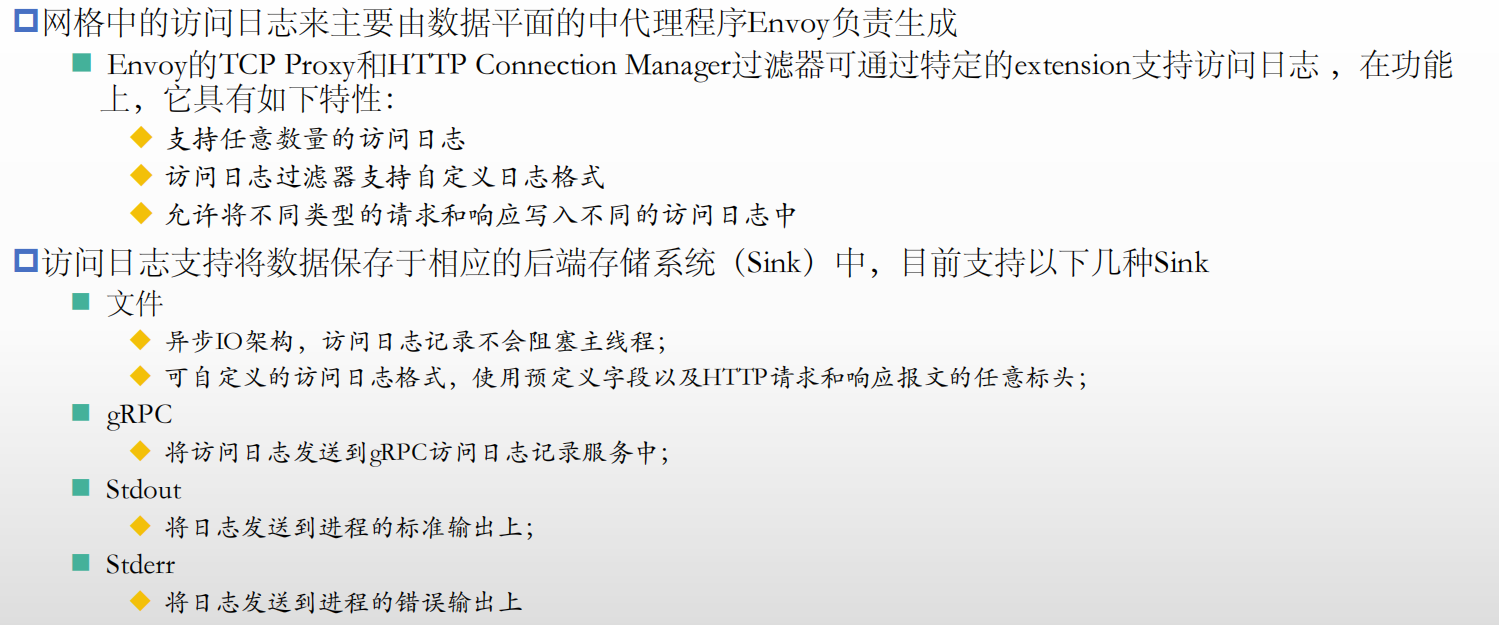 网格中的访问日志来主要由数据平面的中代理程序Envoy负责生成
Envoy的TCP Proxy和HTTP Connection Manager过滤器可通过特定的extension支持访问日志 ，在功能
上，它具有如下特性：
支持任意数量的访问日志
访问日志过滤器支持自定义日志格式
允许将不同类型的请求和响应写入不同的访问日志中
访问日志支持将数据保存于相应的后端存储系统（Sink）中，目前支持以下几种Sink
文件
异步IO架构，访问日志记录不会阻塞主线程；
可自定义的访问日志格式，使用预定义字段以及HTTP请求和响应报文的任意标头；
gRPC
将访问日志发送到gRPC访问日志记录服务中；
Stdout
将日志发送到进程的标准输出上；
Stderr
将日志发送到进程的错误输出上